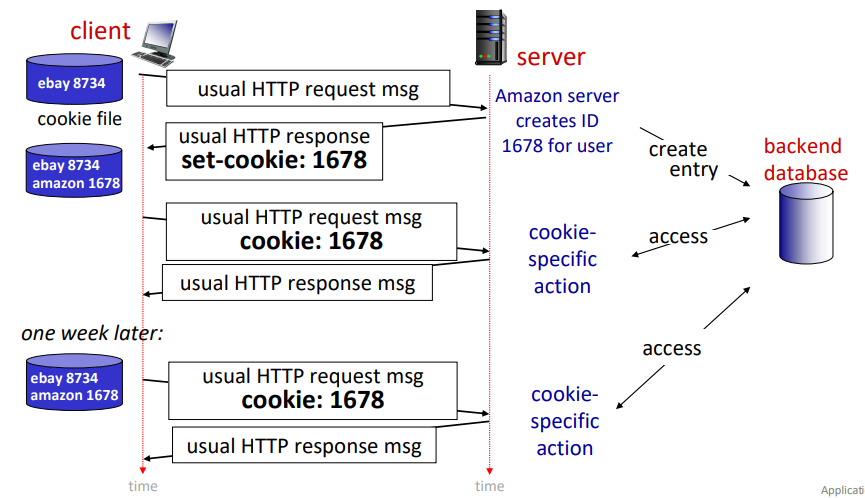 client
server
ebay 8734
cookie file
usual HTTP request msg
Amazon server
creates ID
1678 for user
usual HTTP response
set-cookie: 1678
create
entry
backend
database
ebay 8734
amazon 1678
usual HTTP request msg
cookie: 1678
cookie-
specific
action
access
usual HTTP response msg
one week later:
ebay 8734
amazon 1678
access
usual HTTP request msg
cookie: 1678
cookie-
specific
action
usual HTTP response msg
time
time
Applicati